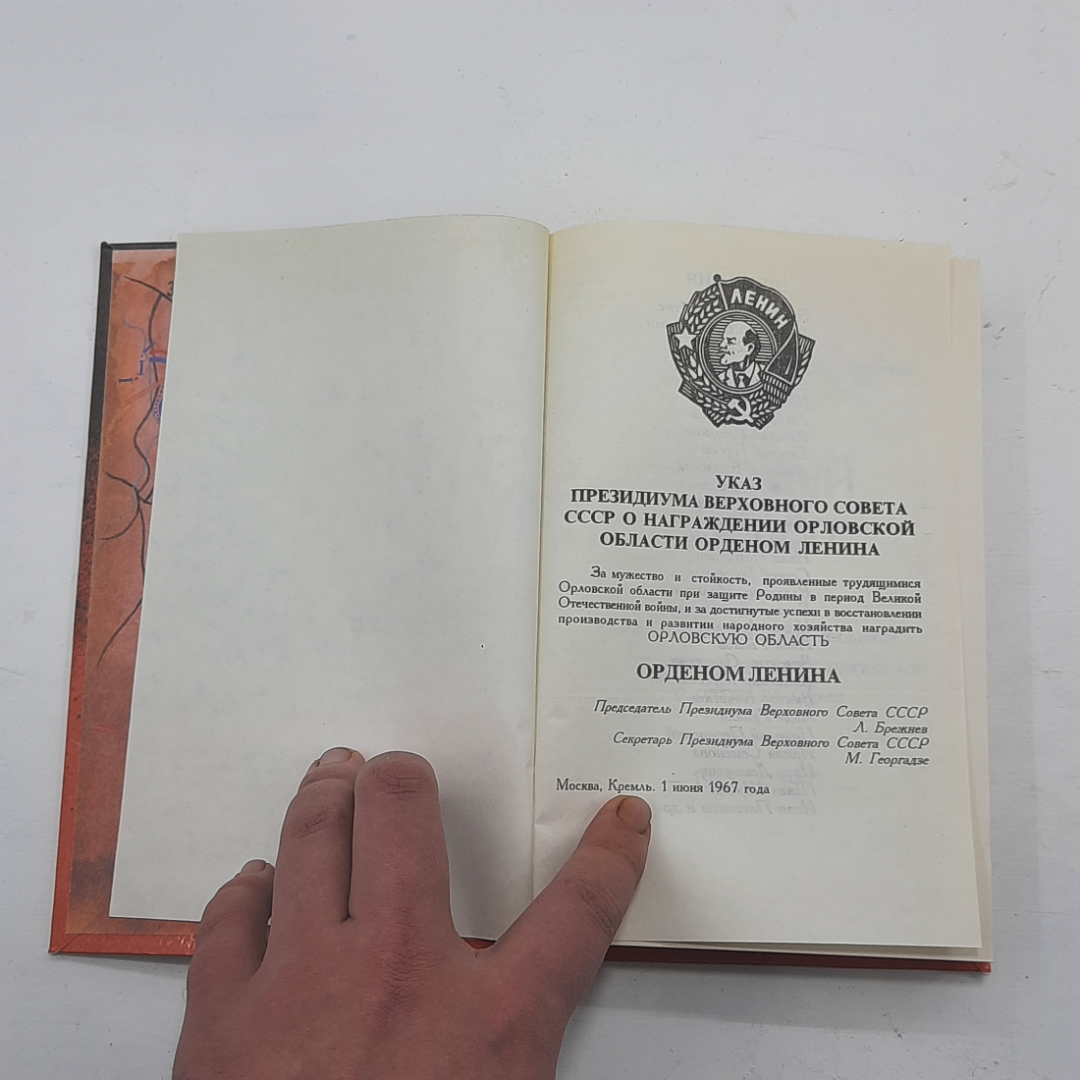 ЛЕНИН
УКАЗ
ПРЕЗИДИУМА ВЕРХОВНОГО СОВЕТА
СССР О НАГРАЖДЕНИИ ОРЛОВСКОЙ
ОБЛАСТИ ОРДЕНОМ ЛЕНИНА
За мужество и стойкость, проявленные трудящимися
Орловской области при защите Родины в период Великой
Отечественной войны, и за достигнутые успехи в восстановлении
производства и развитии народного хозяйства наградить
ОРЛОВСКУЮ ОБЛАСТЬ
ОРДЕНОМ ЛЕНИНА
Председатель Президиума Верховного Совета СССР
Л. Брежнев
Секретарь Президиума Верховного Совета СССР
М. Георгадзе
Москва, Кремль. 1 июня 1967 года